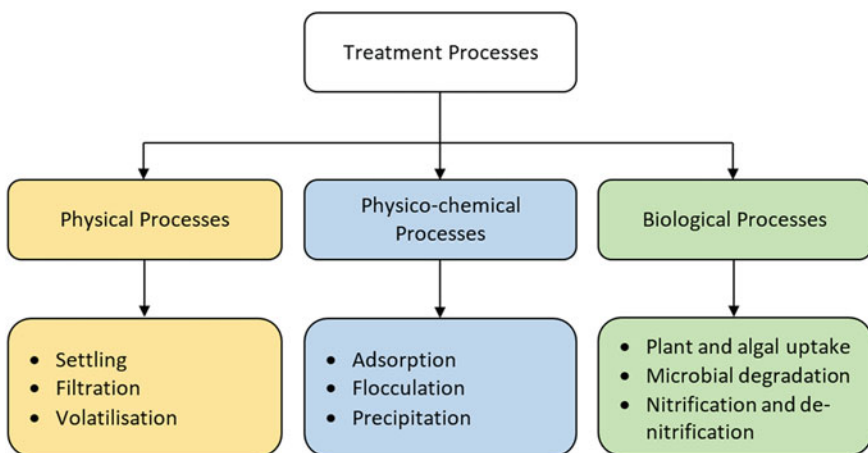 Treatment Processes
Physical Processes
Physico-chemical
Processes
Biological Processes
• Settling
• Filtration
• Volatilisation
• Adsorption
• Flocculation
• Precipitation
• Plant and algal uptake
• Microbial degradation
• Nitrification and de-
nitrification